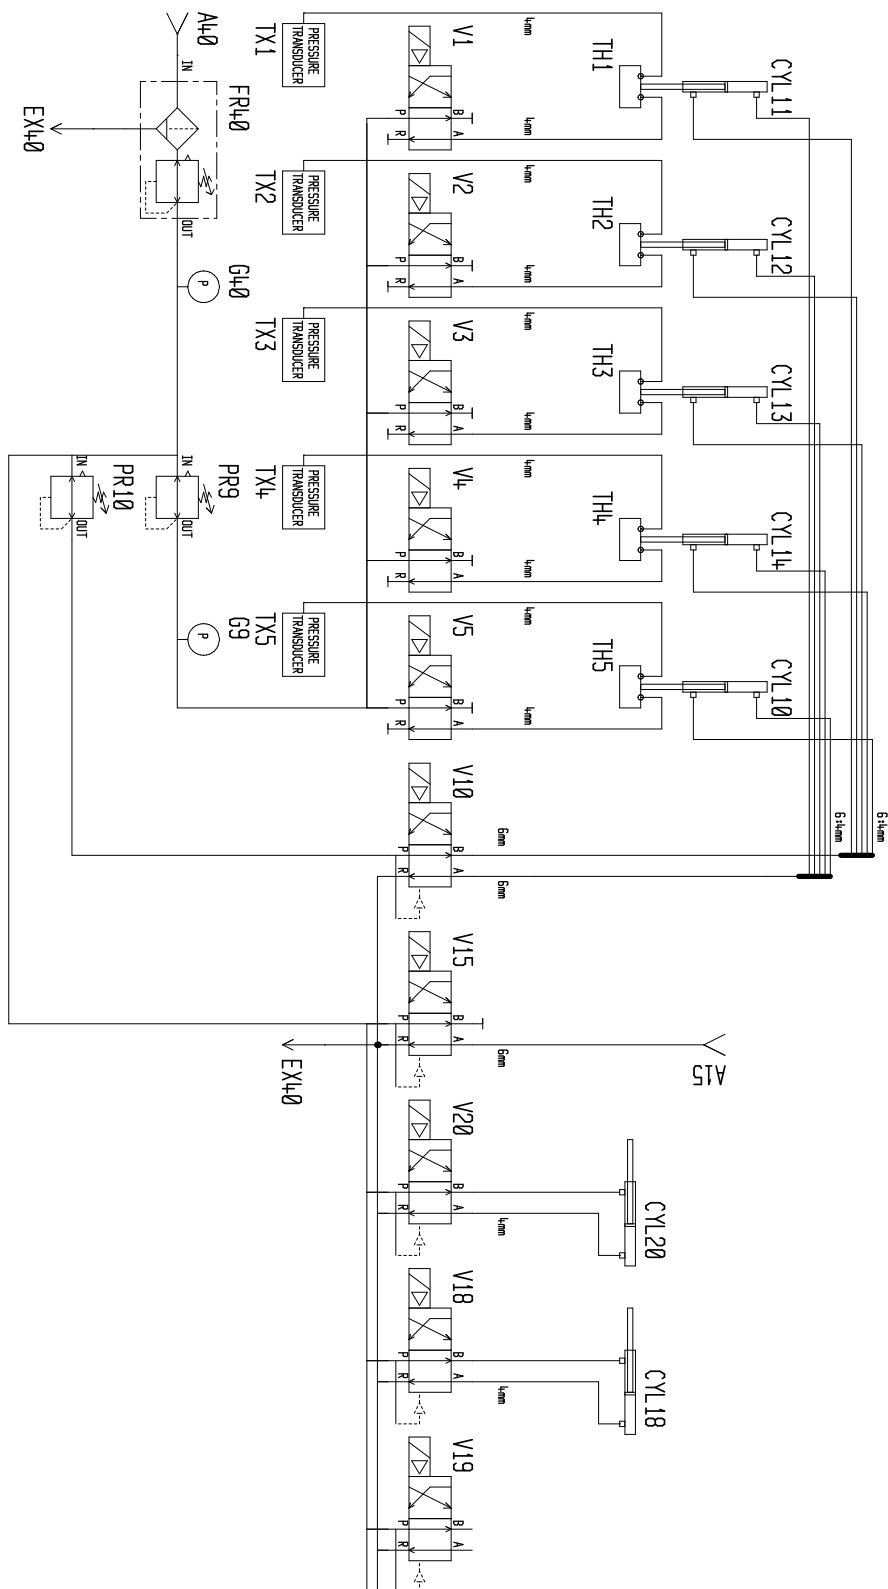 6:4mm
6:4mm
CYL11
CYL12
CYL13
CYL14
CYL10
A15
CYL20
CYL18
TH1
TH2
TH3
TH4
TH5
4mm
4mm
4mm
4mm
4mm
4mm
4mm
4mm
4mm
4mm
6mm
6mm
6mm
4mm
4mm
V1
V2
V3
V4
V5
V10
V15
V20
V18
V19
B A
B A
B A
B A
B A
B A
B A
B A
B A
B A
P R
P R
P R
P R
P R
P R
P R
P R
P R
P R
PRESSURE
TRANSDUCER
PRESSURE
TRANSDUCER
PRESSURE
TRANSDUCER
PRESSURE
TRANSDUCER
PRESSURE
TRANSDUCER
EX40
TX1
TX2
TX3
TX4
TX5
FR40
G40
PR9
G9
A40
IN
OUT
P
IN
OUT
P
PR10
IN
OUT
EX40